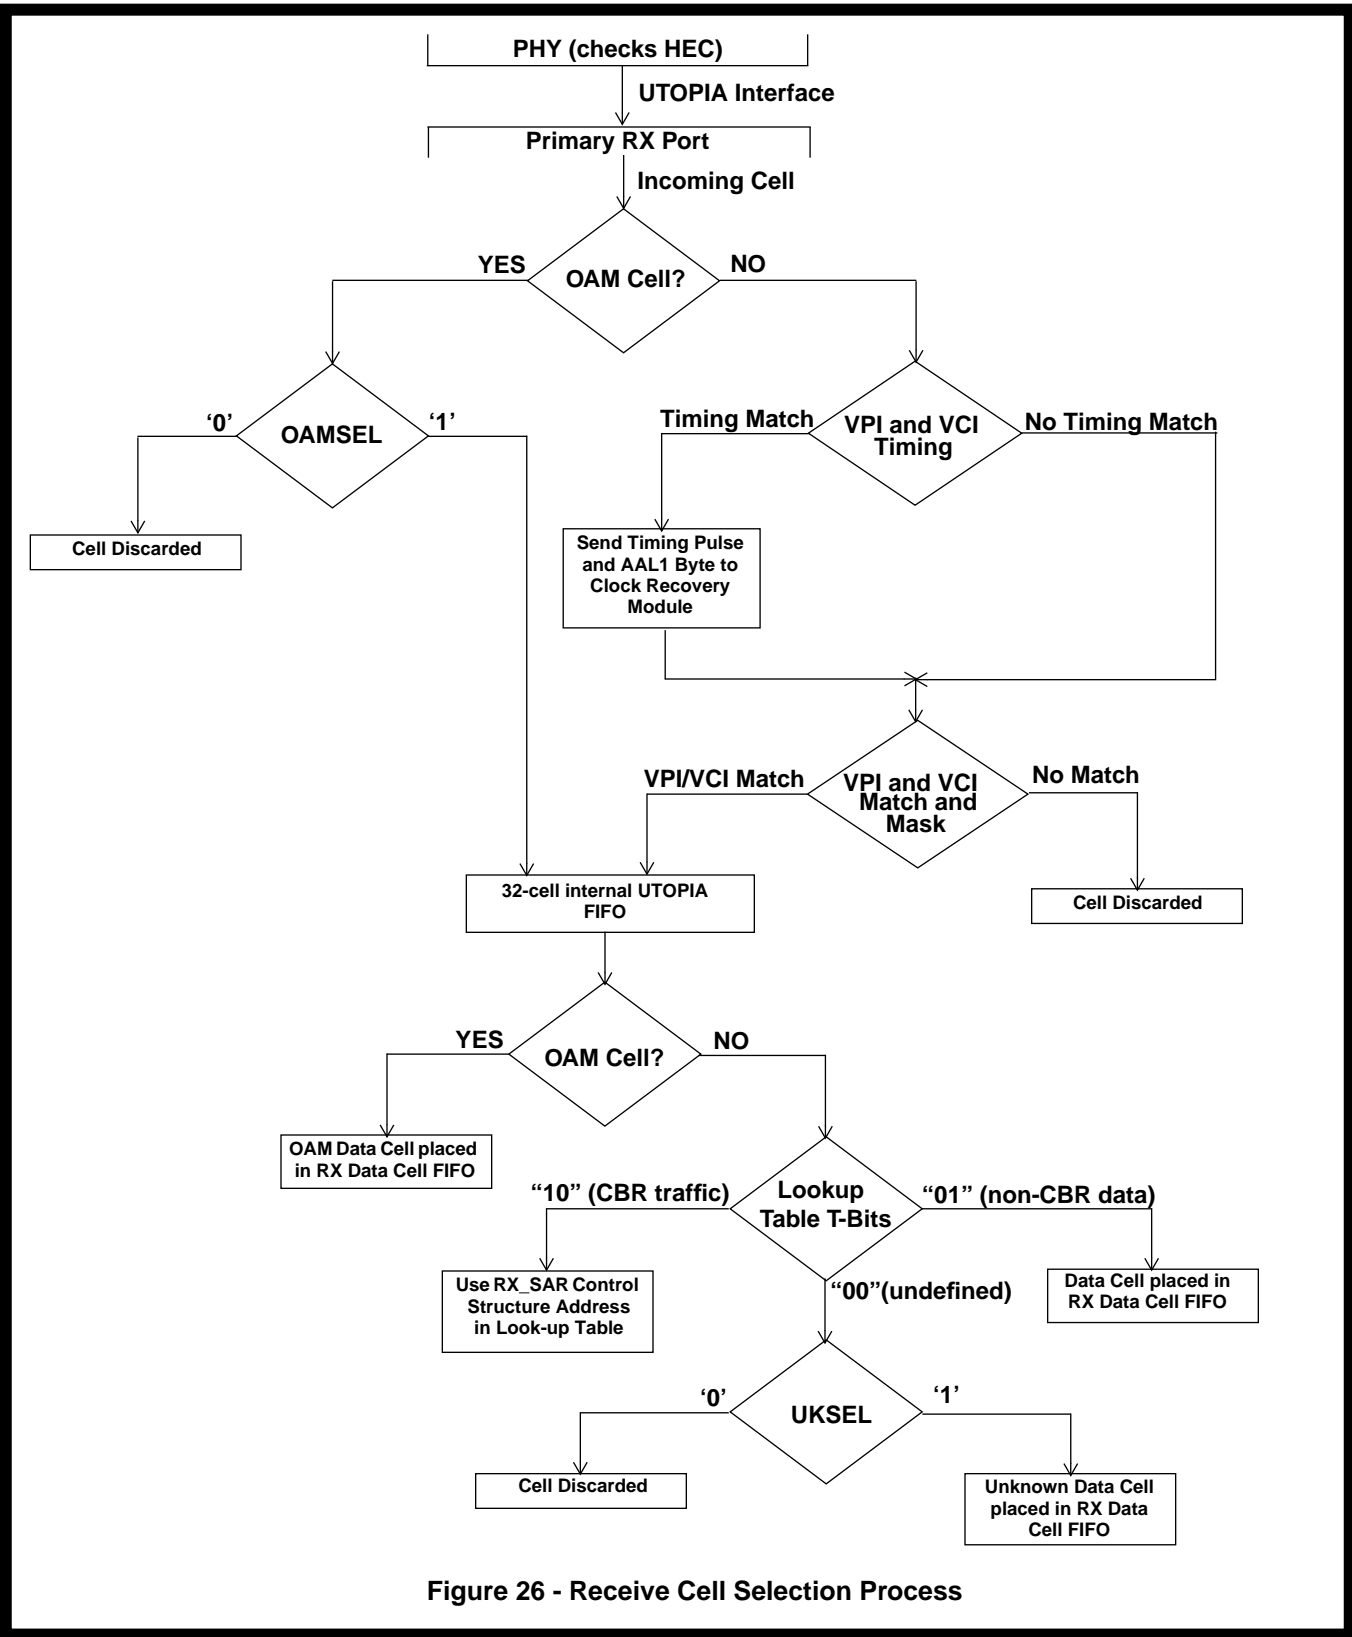 PHY (checks HEC)
UTOPIA Interface
Primary RX Port
Incoming Cell
YES
OAM Cell?
NO
‘0’
OAMSEL
‘1’
Timing Match
VPI and VCI
Timing
No Timing Match
Cell Discarded
Send Timing Pulse
and AAL1 Byte to
Clock Recovery
Module
VPI/VCI Match
VPI and VCI
Match and
Mask
No Match
32-cell internal UTOPIA
FIFO
Cell Discarded
YES
OAM Cell?
NO
OAM Data Cell placed
in RX Data Cell FIFO
“10” (CBR traffic)
Lookup
Table T-Bits
“01” (non-CBR data)
Use RX_SAR Control
Structure Address
in Look-up Table
“00”(undefined)
Data Cell placed in
RX Data Cell FIFO
‘0’
UKSEL
‘1’
Cell Discarded
Unknown Data Cell
placed in RX Data
Cell FIFO
Figure 26 - Receive Cell Selection Process